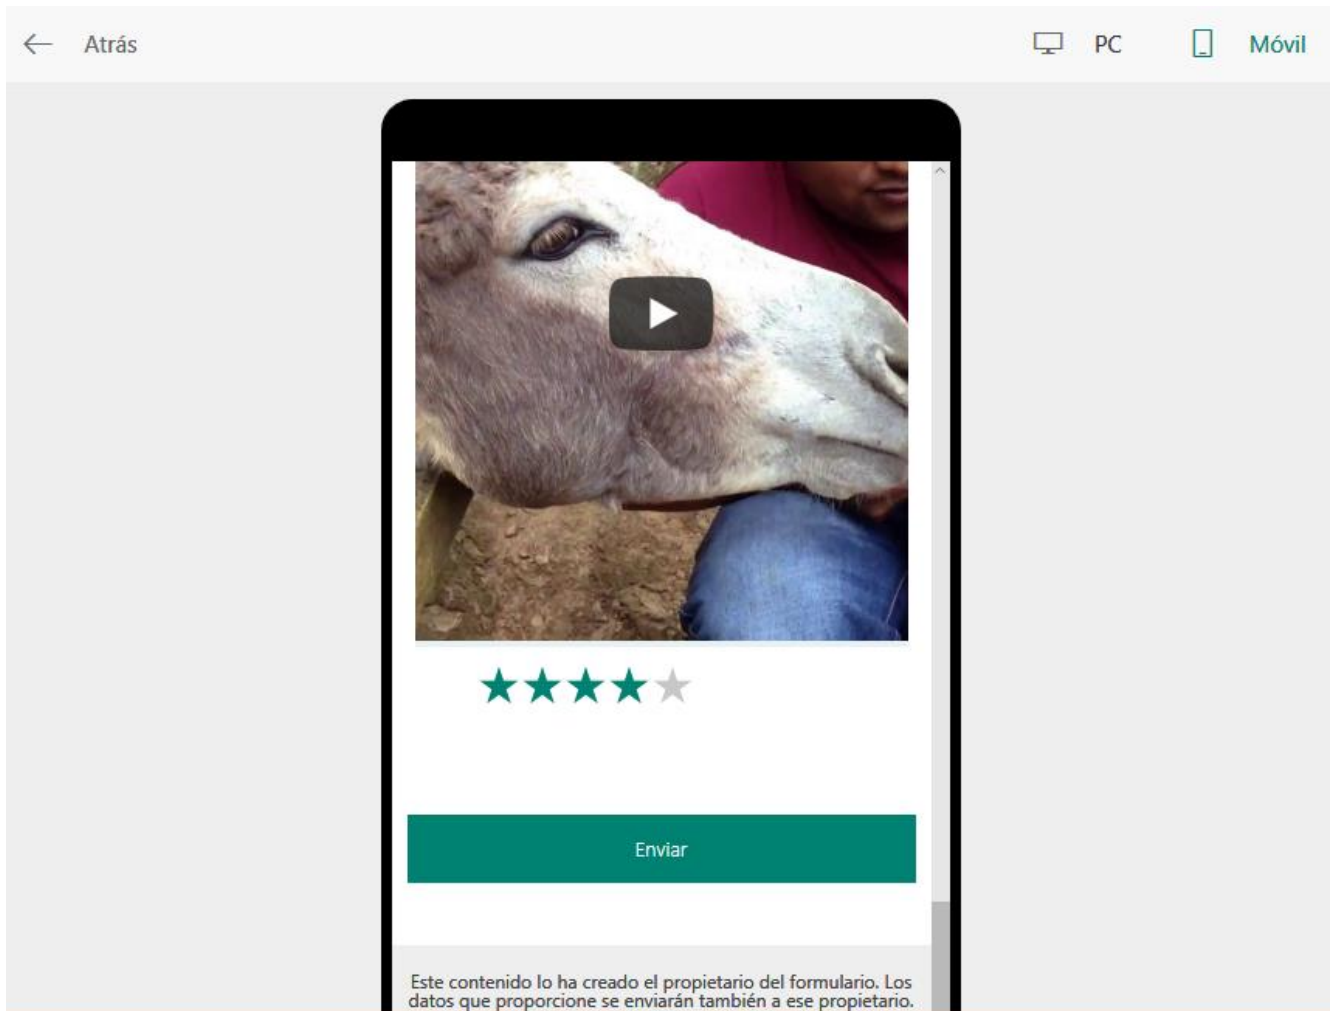 Atrás
PC
Móvil
Enviar
Este contenido lo ha creado el propietario del formulario. Los
datos que proporcione se enviarán también a ese propietario.